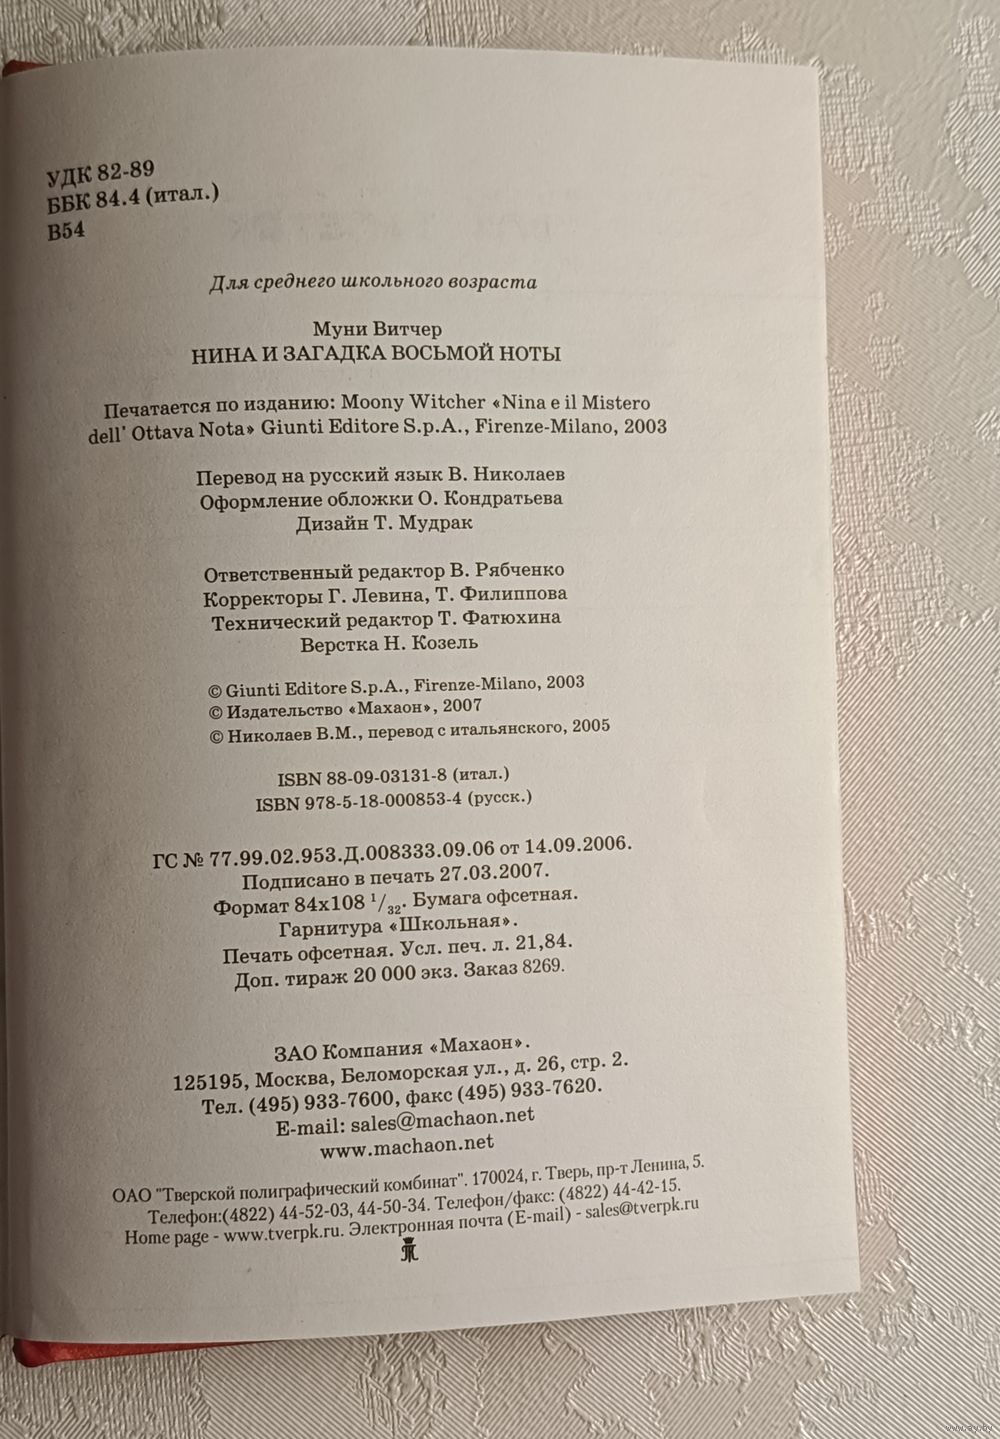 УДК 82-89
ББК 84.4 (итал.)
В54
Для среднего школьного возраста
Муни Витчер
НИНА И ЗАГАДКА ВОСЬМОЙ НОТЫ
Печатается по изданию: Moony Witcher «Nina e il Mistero
dell' Ottava Nota» Giunti Editore S.p.A., Firenze-Milano, 2003
Перевод на русский язык В. Николаев
Оформление обложки О. Кондратьева
Дизайн Т. Мудрак
Ответственный редактор В. Рябченко
Корректоры Г. Левина, Т. Филиппова
Технический редактор Т. Фатюхина
Верстка Н. Козель
© Giunti Editore S.p.A., Firenze-Milano, 2003
© Издательство «Махаон», 2007
© Николаев В.М., перевод с итальянского, 2005
ISBN 88-09-03131-8 (итал.)
ISBN 978-5-18-000853-4 (русск.)
ГС № 77.99.02.953.Д.008333.09.06 от 14.09.2006.
Подписано в печать 27.03.2007.
Формат 84x108 1/32. Бумага офсетная.
Гарнитура «Школьная».
Печать офсетная. Усл. печ. л. 21,84.
Доп. тираж 20 000 экз. Заказ 8269.
ЗАО Компания «Махаон».
125195, Москва, Беломорская ул., д. 26, стр. 2.
Тел. (495) 933-7600, факс (495) 933-7620.
E-mail: sales@machaon.net
www.machaon.net
ОАО "Тверской полиграфический комбинат". 170024, г. Тверь, пр-т Ленина, 5.
Телефон:(4822) 44-52-03, 44-50-34. Телефон/факс: (4822) 44-42-15.
Home page - www.tverpk.ru. Электронная почта (E-mail) - sales@tverpk.ru
www.ay.by